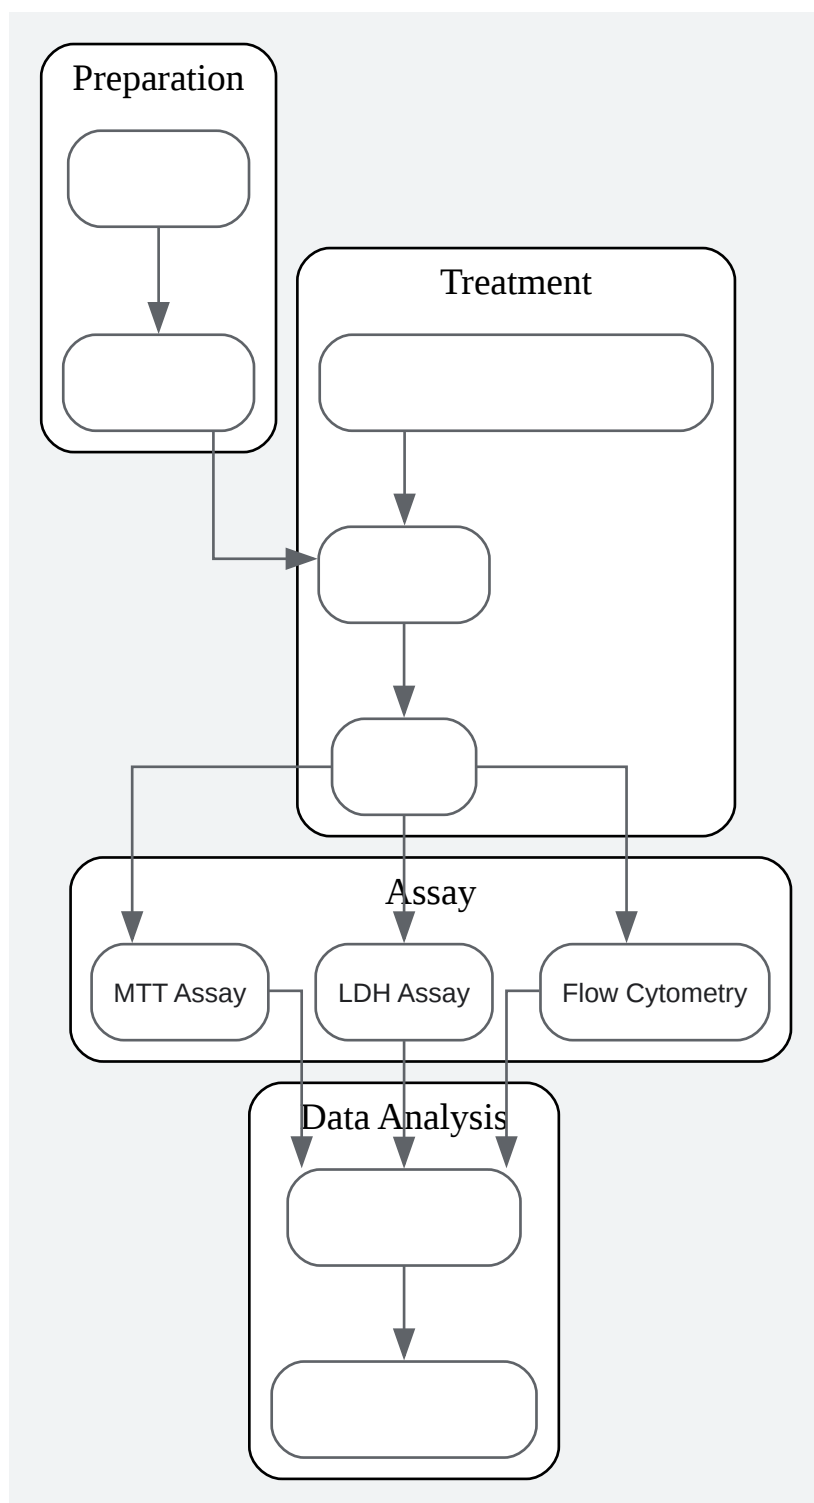 Preparation
Treatment
Assay
MTT Assay
LDH Assay
Flow Cytometry
Data Analysis